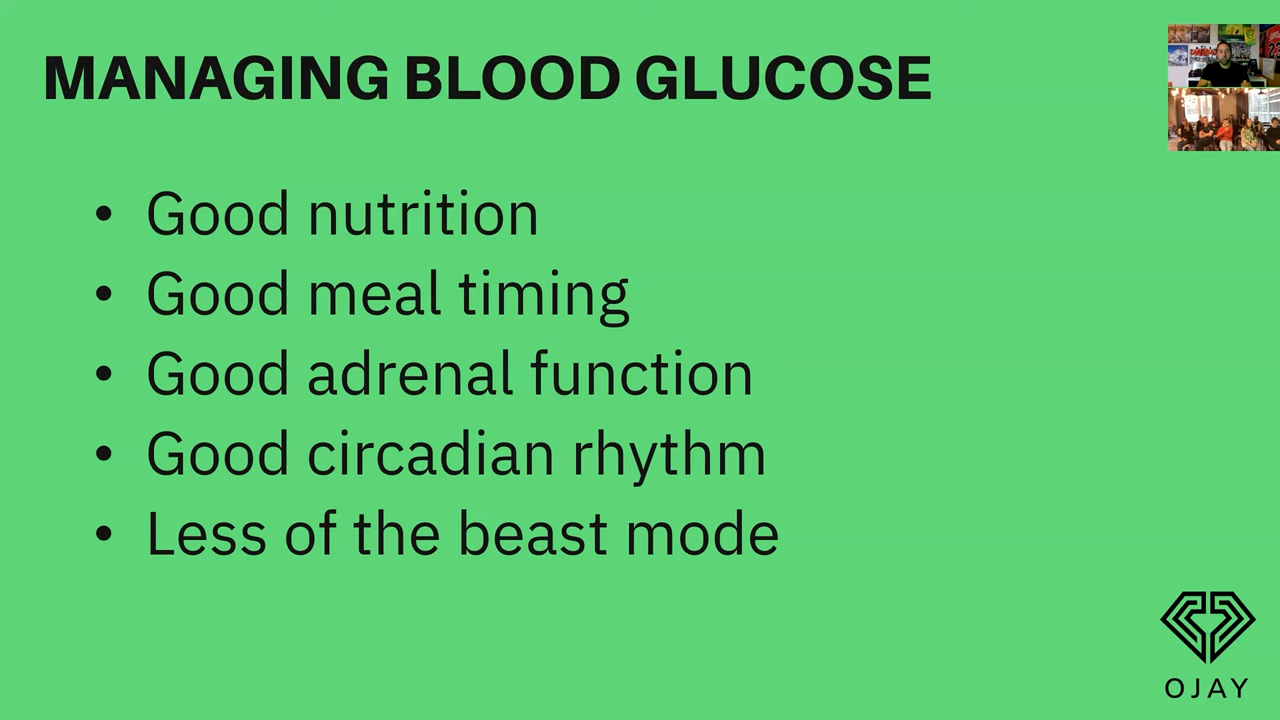 MANAGING BLOOD GLUCOSE
• Good nutrition
• Good meal timing
• Good adrenal function
• Good circadian rhythm
• Less of the beast mode
OJAY